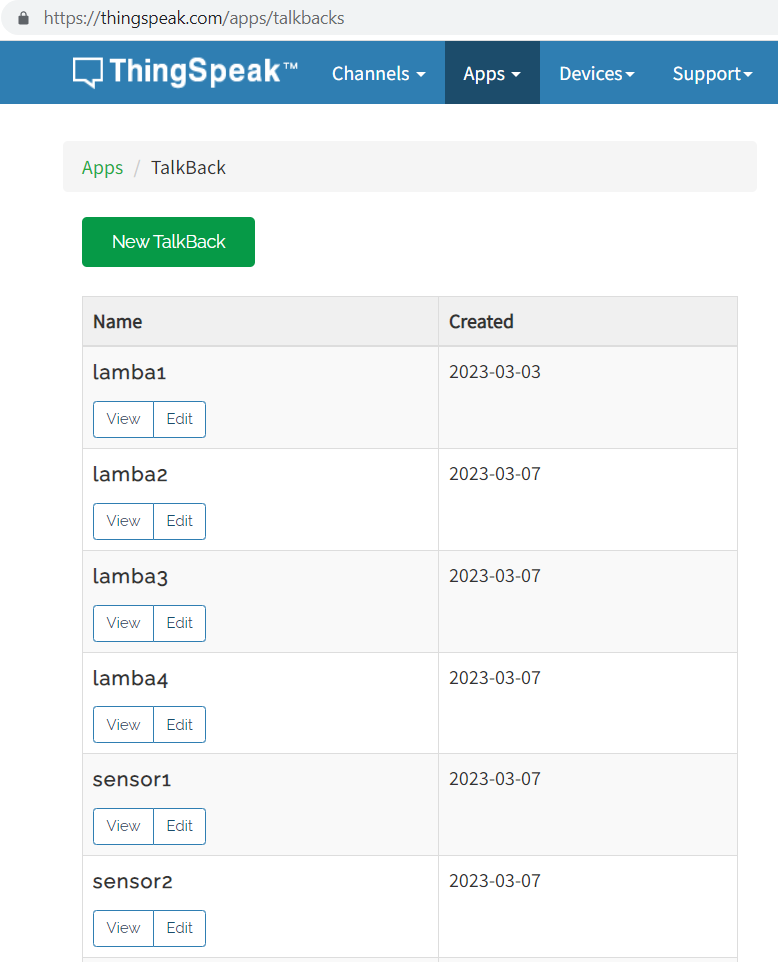 https://thingspeak.com/apps/talkbacks
ThingSpeak™ Channels Apps Devices Support
Apps / TalkBack
New TalkBack
Name Created
lamba1 2023-03-03
View Edit
lamba2 2023-03-07
View Edit
lamba3 2023-03-07
View Edit
lamba4 2023-03-07
View Edit
sensor1 2023-03-07
View Edit
sensor2 2023-03-07
View Edit